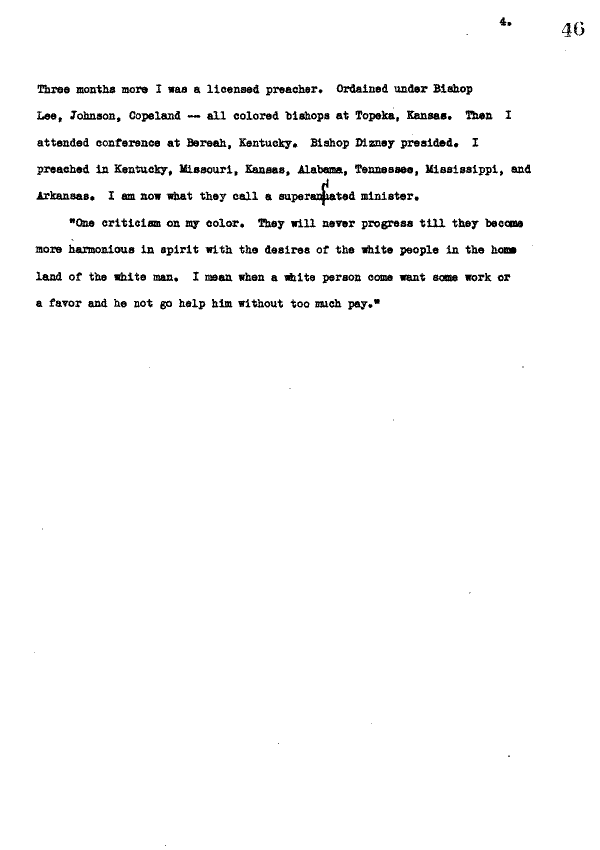 4.
46
Three months more I was a licensed preacher. Ordained under Bishop
Lee, Johnson, Copeland -- all colored bishops at Topeka, Kansas. Then I
attended conference at Bereah, Kentucky. Bishop Dizney presided. I
preached in Kentucky, Missouri, Kansas, Alabama, Tennessee, Mississippi, and
Arkansas. I am now what they call a superannuated minister.
"One criticism on my color. They will never progress till they become
more harmonious in spirit with the desires of the white people in the home
land of the white man. I mean when a white person come want some work or
a favor and he not go help him without too much pay."